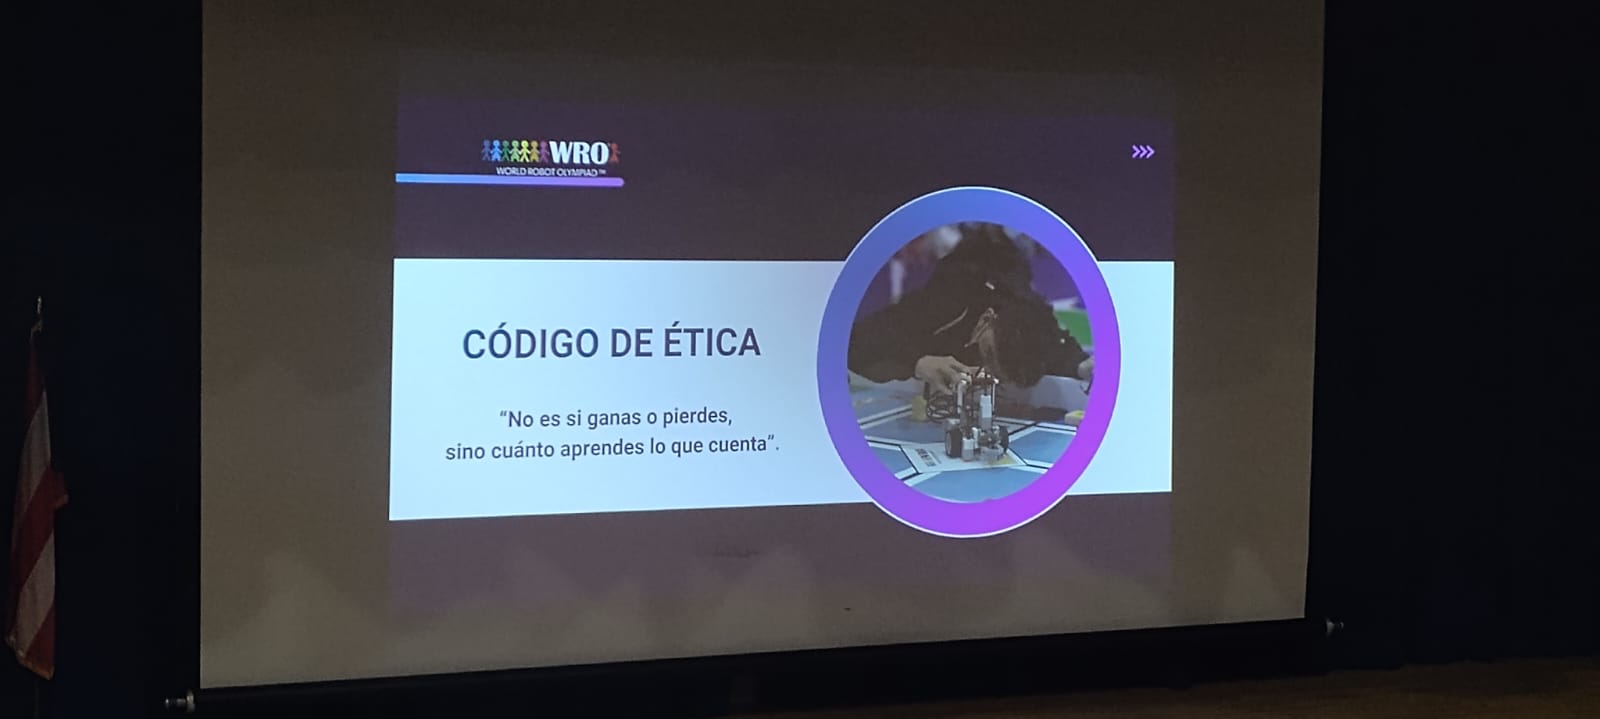 WRO
WORLD ROBOT OLYMPIAD™
CÓDIGO DE ÉTICA
“No es si ganas o pierdes,
sino cuánto aprendes lo que cuenta”.